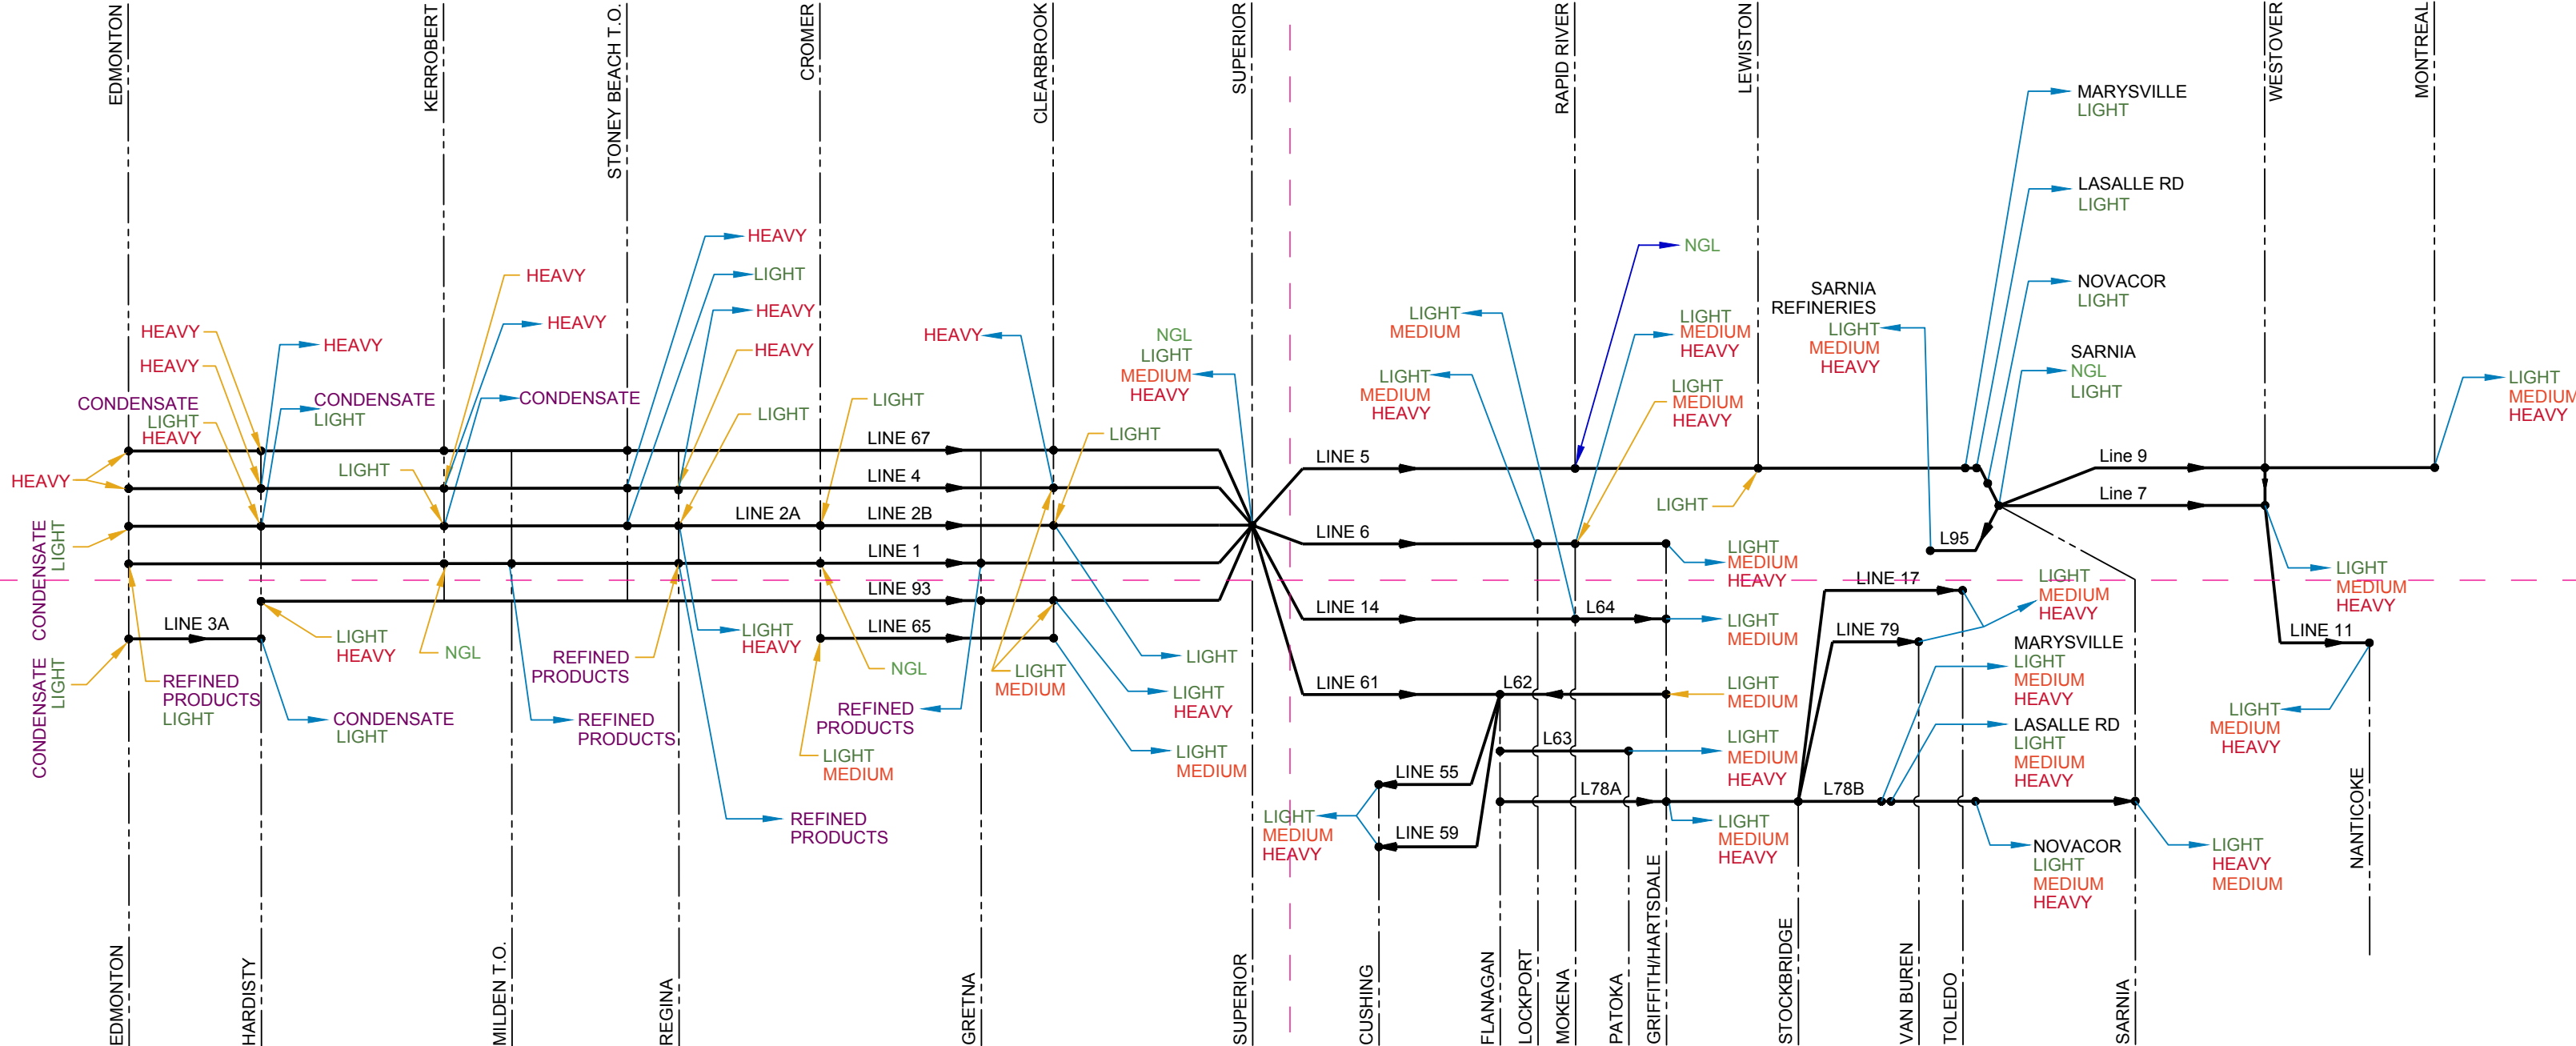 EDMONTON
KERROBERT
STONEY BEACH T.O.
CROMER
CLEARBROOK
SUPERIOR
RAPID RIVER
LEWISTON
WESTOVER
MONTREAL
MARYSVILLE
LIGHT
LASALLE RD
LIGHT
NOVACOR
LIGHT
SARNIA
NGL
LIGHT
SARNIA
REFINERIES
LIGHT
MEDIUM
HEAVY
LIGHT
MEDIUM
HEAVY
HEAVY
HEAVY
CONDENSATE
LIGHT
HEAVY
HEAVY
CONDENSATE
LIGHT
CONDENSATE
LIGHT
HEAVY
CONDENSATE
LIGHT
LIGHT
HEAVY
HEAVY
CONDENSATE
HEAVY
LIGHT
HEAVY
HEAVY
LIGHT
LIGHT
HEAVY
LIGHT
NGL
LIGHT
MEDIUM
HEAVY
LIGHT
MEDIUM
LIGHT
MEDIUM
HEAVY
NGL
LIGHT
MEDIUM
HEAVY
LIGHT
MEDIUM
HEAVY
LIGHT
LINE 67
LINE 4
LINE 2A
LINE 2B
LINE 1
LINE 93
LINE 3A
LINE 65
LINE 5
LINE 6
LINE 14
L64
LINE 61
L62
L63
L78A
L78B
LINE 55
LINE 59
LINE 17
LINE 79
L95
Line 9
Line 7
LINE 11
REFINED
PRODUCTS
LIGHT
LIGHT
HEAVY
CONDENSATE
LIGHT
NGL
REFINED
PRODUCTS
REFINED
PRODUCTS
LIGHT
HEAVY
REFINED
PRODUCTS
LIGHT
MEDIUM
NGL
REFINED
PRODUCTS
LIGHT
MEDIUM
LIGHT
LIGHT
HEAVY
LIGHT
MEDIUM
LIGHT
MEDIUM
HEAVY
LIGHT
MEDIUM
HEAVY
LIGHT
MEDIUM
LIGHT
MEDIUM
LIGHT
MEDIUM
HEAVY
LIGHT
MEDIUM
HEAVY
LIGHT
MEDIUM
HEAVY
MARYSVILLE
LIGHT
MEDIUM
HEAVY
LASALLE RD
LIGHT
MEDIUM
HEAVY
NOVACOR
LIGHT
MEDIUM
HEAVY
LIGHT
HEAVY
MEDIUM
LIGHT
MEDIUM
HEAVY
LIGHT
MEDIUM
HEAVY
EDMONTON
HARDISTY
MILDEN T.O.
REGINA
GRETNA
SUPERIOR
CUSHING
FLANAGAN
LOCKPORT
MOKENA
PATOKA
GRIFFITH/HARTSDALE
STOCKBRIDGE
VAN BUREN
TOLEDO
SARNIA
NANTICOKE